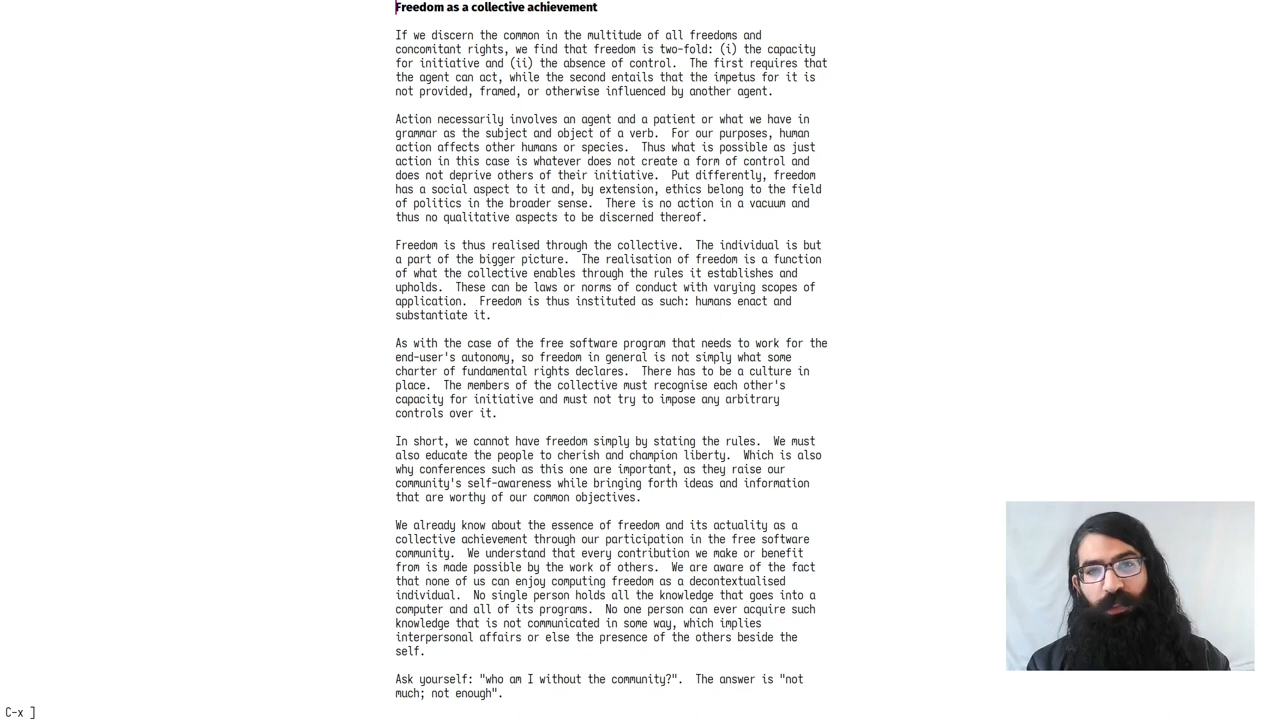 Freedom as a collective achievement
If we discern the common in the multitude of all freedoms and
concomitant rights, we find that freedom is two-fold: (i) the capacity
for initiative and (ii) the absence of control.  The first requires that
the agent can act, while the second entails that the impetus for it is
not provided, framed, or otherwise influenced by another agent.
Action necessarily involves an agent and a patient or what we have in
grammar as the subject and object of a verb.  For our purposes, human
action affects other humans or species.  Thus what is possible as just
action in this case is whatever does not create a form of control and
does not deprive others of their initiative.  Put differently, freedom
has a social aspect to it and, by extension, ethics belong to the field
of politics in the broader sense.  There is no action in a vacuum and
thus no qualitative aspects to be discerned thereof.
Freedom is thus realised through the collective.  The individual is but
a part of the bigger picture.  The realisation of freedom is a function
of what the collective enables through the rules it establishes and
upholds.  These can be laws or norms of conduct with varying scopes of
application.  Freedom is thus instituted as such: humans enact and
substantiate it.
As with the case of the free software program that needs to work for the
end-user's autonomy, so freedom in general is not simply what some
charter of fundamental rights declares.  There has to be a culture in
place.  The members of the collective must recognise each other's
capacity for initiative and must not try to impose any arbitrary
controls over it.
In short, we cannot have freedom simply by stating the rules.  We must
also educate the people to cherish and champion liberty.  Which is also
why conferences such as this one are important, as they raise our
community's self-awareness while bringing forth ideas and information
that are worthy of our common objectives.
We already know about the essence of freedom and its actuality as a
collective achievement through our participation in the free software
community.  We understand that every contribution we make or benefit
from is made possible by the work of others.  We are aware of the fact
that none of us can enjoy computing freedom as a decontextualised
individual.  No single person holds all the knowledge that goes into a
computer and all of its programs.  No one person can ever acquire such
knowledge that is not communicated in some way, which implies
interpersonal affairs or else the presence of the others beside the
self.
Ask yourself: "who am I without the community?".  The answer is "not
much; not enough".
C-x ]